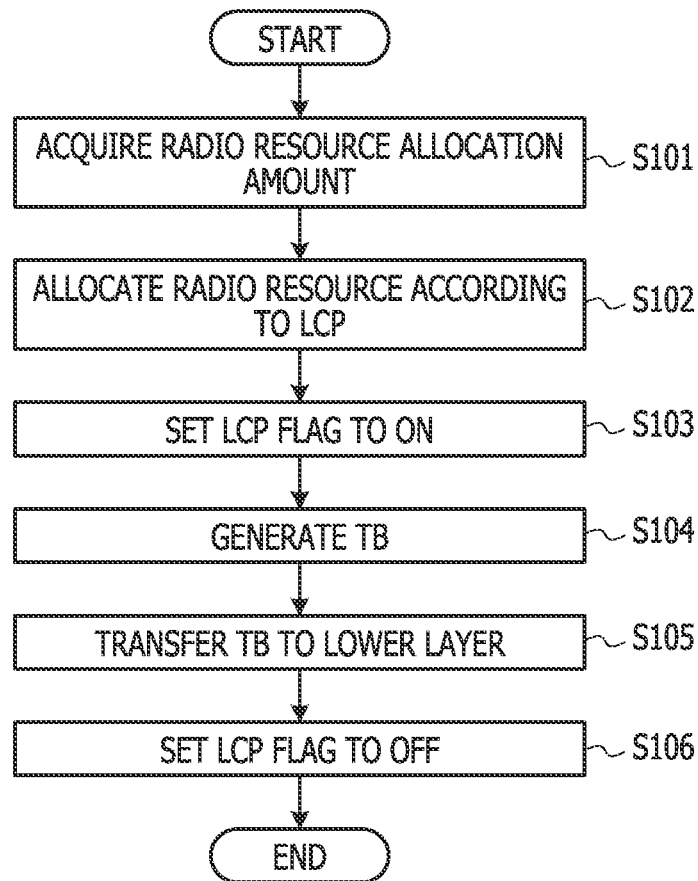 START
ACQUIRE RADIO RESOURCE ALLOCATION
AMOUNT
S101
ALLOCATE RADIO RESOURCE ACCORDING
TO LCP
S102
SET LCP FLAG TO ON
S103
GENERATE TB
S104
TRANSFER TB TO LOWER LAYER
S105
SET LCP FLAG TO OFF
S106
END